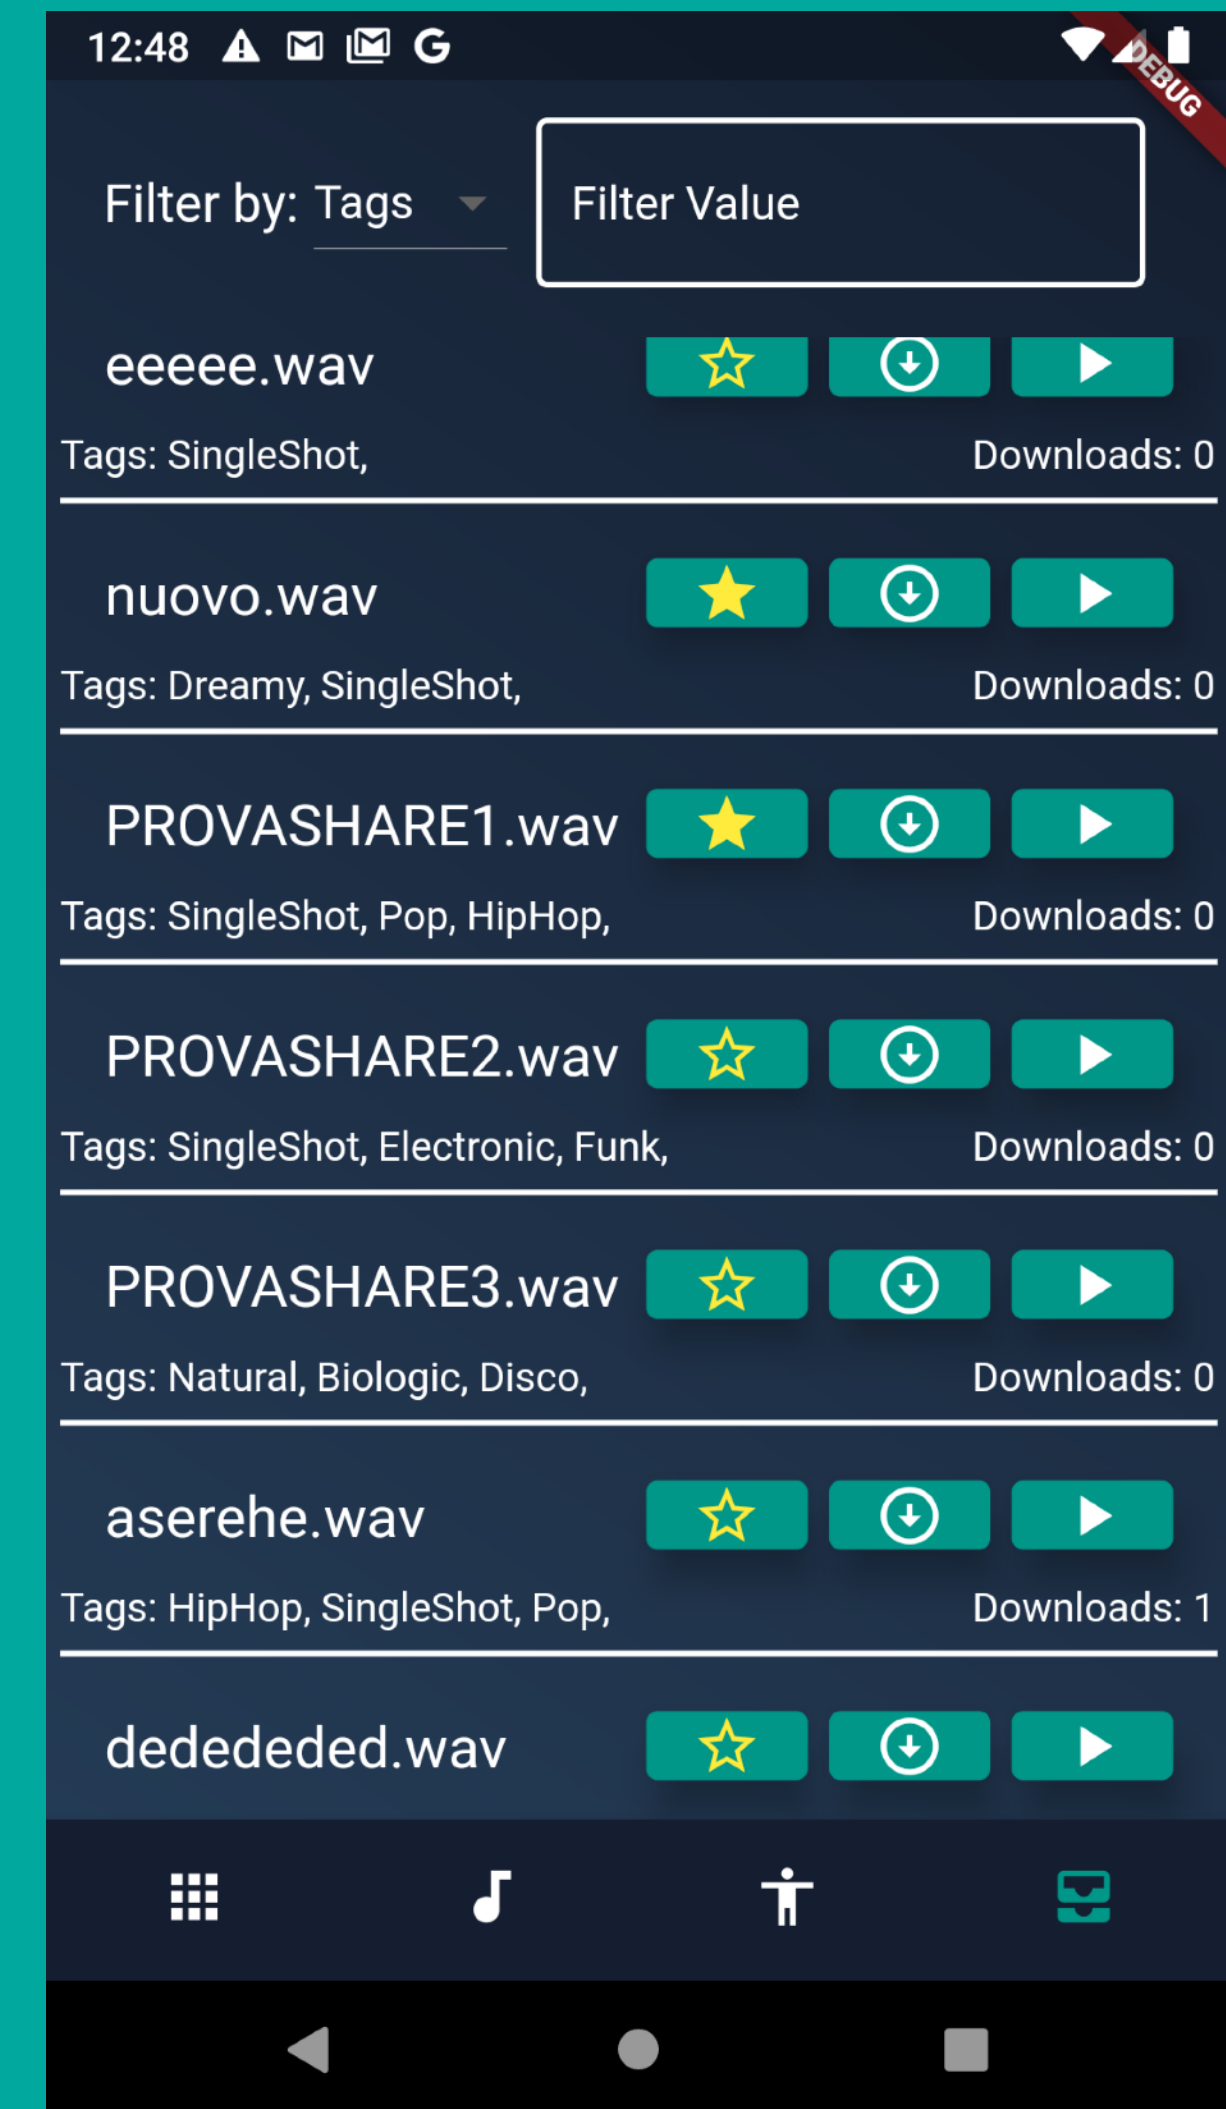 12:48
DEBUG
Filter by: Tags
Filter Value
eeeee.wav
Tags: SingleShot,
Downloads: 0
nuovo.wav
Tags: Dreamy, SingleShot,
Downloads: 0
PROVASHARE1.wav
Tags: SingleShot, Pop, HipHop,
Downloads: 0
PROVASHARE2.wav
Tags: SingleShot, Electronic, Funk,
Downloads: 0
PROVASHARE3.wav
Tags: Natural, Biologic, Disco,
Downloads: 0
aserehe.wav
Tags: HipHop, SingleShot, Pop,
Downloads: 1
dedededed.wav